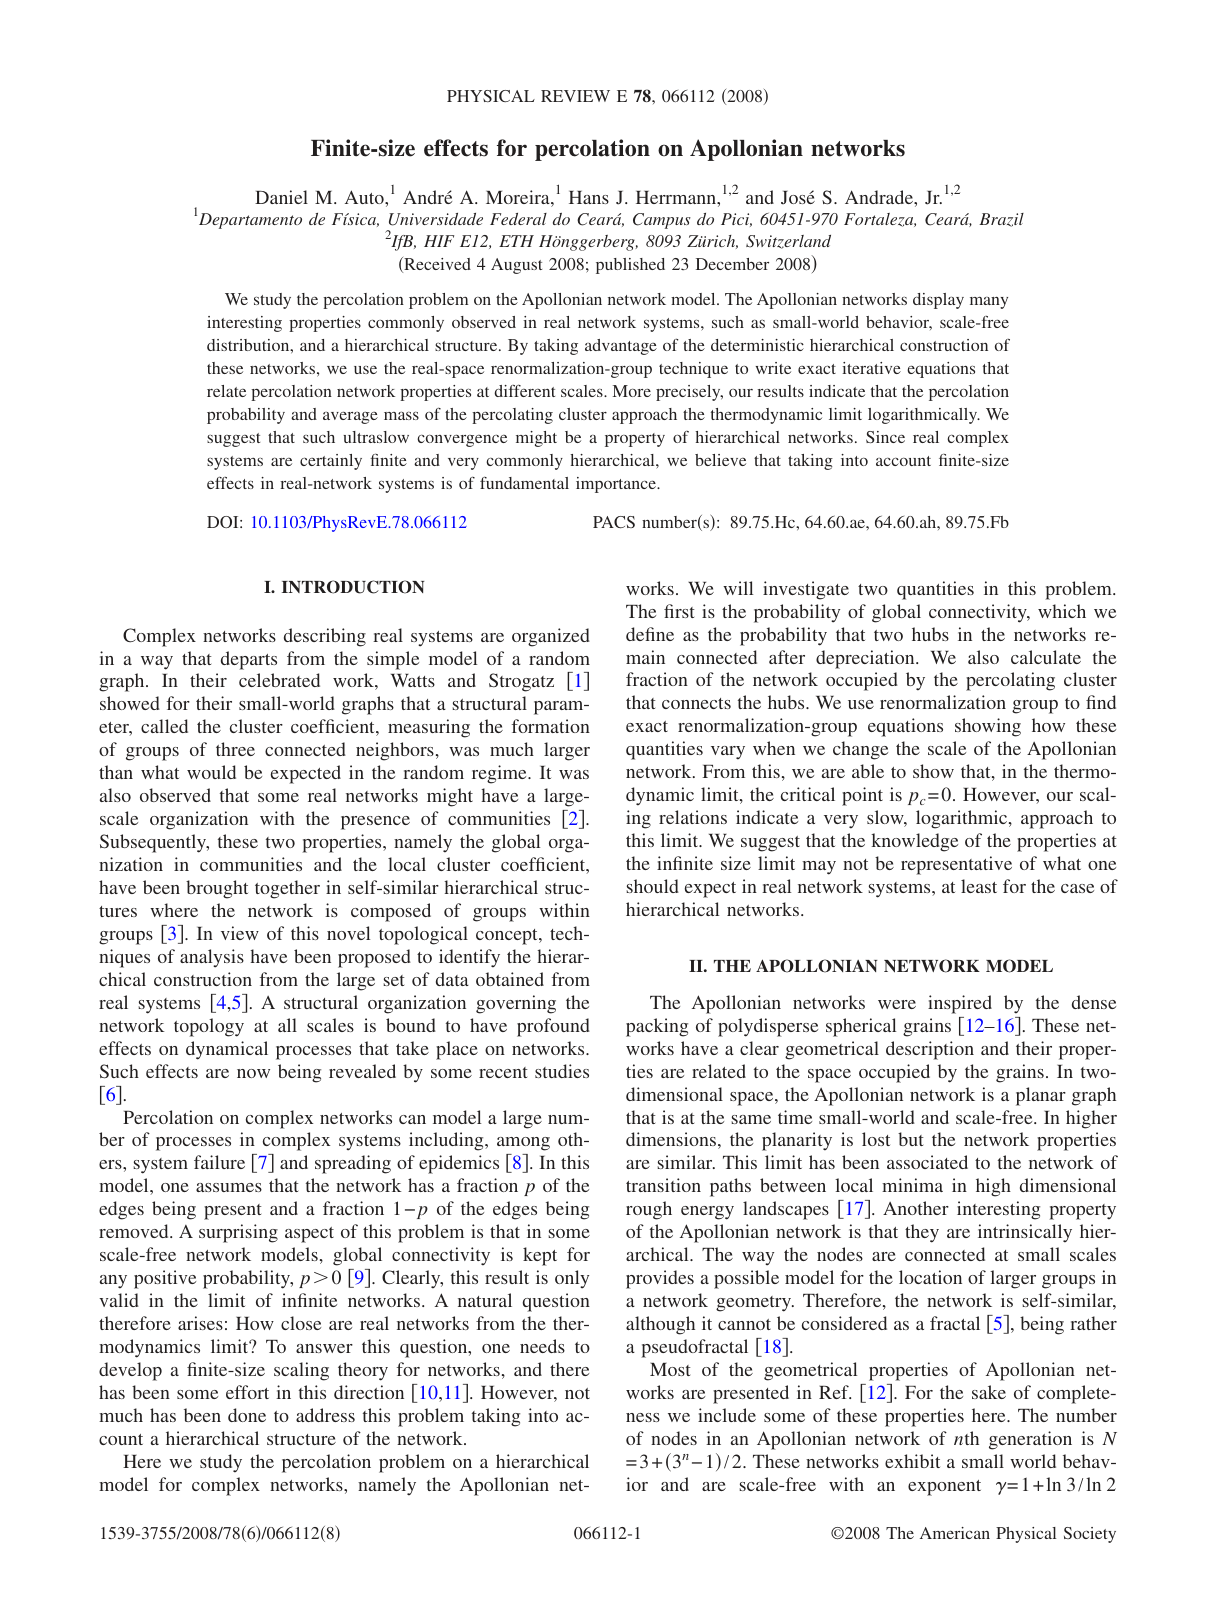 PHYSICAL REVIEW E 78, 066112 (2008)
Finite-size effects for percolation on Apollonian networks
Daniel M. Auto,1 André A. Moreira,1 Hans J. Herrmann,1,2 and José S. Andrade, Jr.1,2
1Departamento de Física, Universidade Federal do Ceará, Campus do Pici, 60451-970 Fortaleza, Ceará, Brazil
2IfB, HIF E12, ETH Hönggerberg, 8093 Zürich, Switzerland
(Received 4 August 2008; published 23 December 2008)
We study the percolation problem on the Apollonian network model. The Apollonian networks display many
interesting properties commonly observed in real network systems, such as small-world behavior, scale-free
distribution, and a hierarchical structure. By taking advantage of the deterministic hierarchical construction of
these networks, we use the real-space renormalization-group technique to write exact iterative equations that
relate percolation network properties at different scales. More precisely, our results indicate that the percolation
probability and average mass of the percolating cluster approach the thermodynamic limit logarithmically. We
suggest that such ultraslow convergence might be a property of hierarchical networks. Since real complex
systems are certainly finite and very commonly hierarchical, we believe that taking into account finite-size
effects in real-network systems is of fundamental importance.
DOI: 10.1103/PhysRevE.78.066112 PACS number(s): 89.75.Hc, 64.60.ae, 64.60.ah, 89.75.Fb
I. INTRODUCTION
Complex networks describing real systems are organized
in a way that departs from the simple model of a random
graph. In their celebrated work, Watts and Strogatz [1]
showed for their small-world graphs that a structural param-
eter, called the cluster coefficient, measuring the formation
of groups of three connected neighbors, was much larger
than what would be expected in the random regime. It was
also observed that some real networks might have a large-
scale organization with the presence of communities [2].
Subsequently, these two properties, namely the global orga-
nization in communities and the local cluster coefficient,
have been brought together in self-similar hierarchical struc-
tures where the network is composed of groups within
groups [3]. In view of this novel topological concept, tech-
niques of analysis have been proposed to identify the hierar-
chical construction from the large set of data obtained from
real systems [4,5]. A structural organization governing the
network topology at all scales is bound to have profound
effects on dynamical processes that take place on networks.
Such effects are now being revealed by some recent studies
[6].
Percolation on complex networks can model a large num-
ber of processes in complex systems including, among oth-
ers, system failure [7] and spreading of epidemics [8]. In this
model, one assumes that the network has a fraction p of the
edges being present and a fraction 1−p of the edges being
removed. A surprising aspect of this problem is that in some
scale-free network models, global connectivity is kept for
any positive probability, p>0 [9]. Clearly, this result is only
valid in the limit of infinite networks. A natural question
therefore arises: How close are real networks from the ther-
modynamics limit? To answer this question, one needs to
develop a finite-size scaling theory for networks, and there
has been some effort in this direction [10,11]. However, not
much has been done to address this problem taking into ac-
count a hierarchical structure of the network.
Here we study the percolation problem on a hierarchical
model for complex networks, namely the Apollonian net-
works. We will investigate two quantities in this problem.
The first is the probability of global connectivity, which we
define as the probability that two hubs in the networks re-
main connected after depreciation. We also calculate the
fraction of the network occupied by the percolating cluster
that connects the hubs. We use renormalization group to find
exact renormalization-group equations showing how these
quantities vary when we change the scale of the Apollonian
network. From this, we are able to show that, in the thermo-
dynamic limit, the critical point is pc=0. However, our scal-
ing relations indicate a very slow, logarithmic, approach to
this limit. We suggest that the knowledge of the properties at
the infinite size limit may not be representative of what one
should expect in real network systems, at least for the case of
hierarchical networks.
II. THE APOLLONIAN NETWORK MODEL
The Apollonian networks were inspired by the dense
packing of polydisperse spherical grains [12–16]. These net-
works have a clear geometrical description and their proper-
ties are related to the space occupied by the grains. In two-
dimensional space, the Apollonian network is a planar graph
that is at the same time small-world and scale-free. In higher
dimensions, the planarity is lost but the network properties
are similar. This limit has been associated to the network of
transition paths between local minima in high dimensional
rough energy landscapes [17]. Another interesting property
of the Apollonian network is that they are intrinsically hier-
archical. The way the nodes are connected at small scales
provides a possible model for the location of larger groups in
a network geometry. Therefore, the network is self-similar,
although it cannot be considered as a fractal [5], being rather
a pseudofractal [18].
Most of the geometrical properties of Apollonian net-
works are presented in Ref. [12]. For the sake of complete-
ness we include some of these properties here. The number
of nodes in an Apollonian network of nth generation is N
=3+(3n−1)/2. These networks exhibit a small world behav-
ior and are scale-free with an exponent γ=1+ln 3/ln 2
1539-3755/2008/78(6)/066112(8) 066112-1 ©2008 The American Physical Society